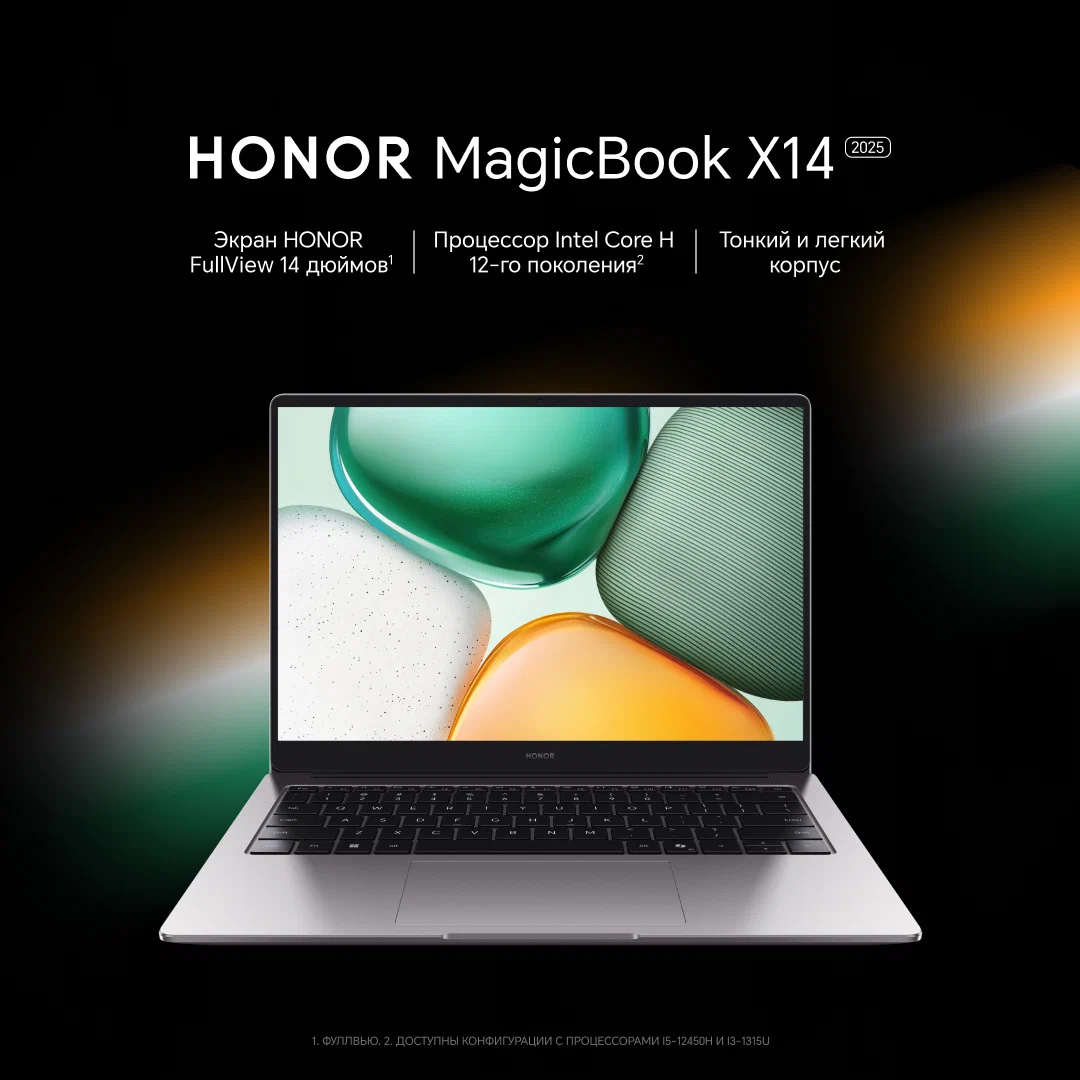 HONOR MagicBook X14 2025
Экран HONOR
FullView 14 дюймов¹
Процессор Intel Core H
12-го поколения²
Тонкий и легкий
корпус
HONOR
Q W E R T Y U I O P
A S D F G H J K L
Z X C V B N M
1. ФУЛЛВЬЮ. 2. ДОСТУПНЫ КОНФИГУРАЦИИ С ПРОЦЕССОРАМИ I5-12450H И I3-1315U